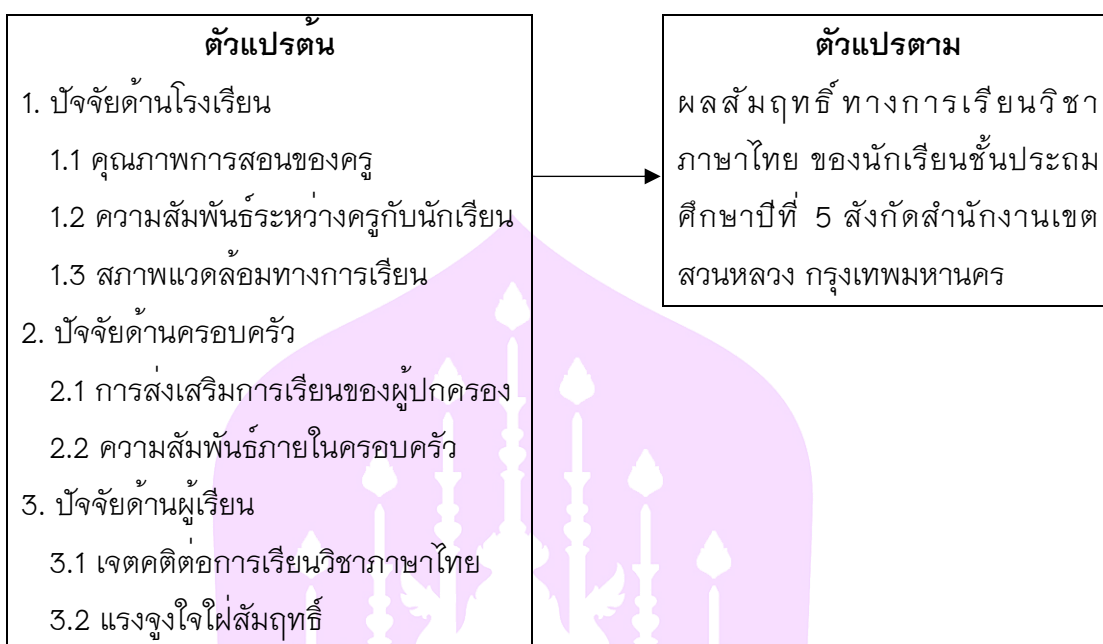 ตัวแปรต้น
1. ปัจจัยด้านโรงเรียน
1.1 คุณภาพการสอนของครู
1.2 ความสัมพันธ์ระหว่างครูกับนักเรียน
1.3 สภาพแวดล้อมทางการเรียน
2. ปัจจัยด้านครอบครัว
2.1 การส่งเสริมการเรียนของผู้ปกครอง
2.2 ความสัมพันธ์ภายในครอบครัว
3. ปัจจัยด้านผู้เรียน
3.1 เจตคติต่อการเรียนวิชาภาษาไทย
3.2 แรงจูงใจใฝ่สัมฤทธิ์
ตัวแปรตาม
ผลสัมฤทธิ์ทางการเรียนวิชา
ภาษาไทย ของนักเรียนชั้นประถม
ศึกษาปีที่ 5 สังกัดสำนักงานเขต
สวนหลวง กรุงเทพมหานคร